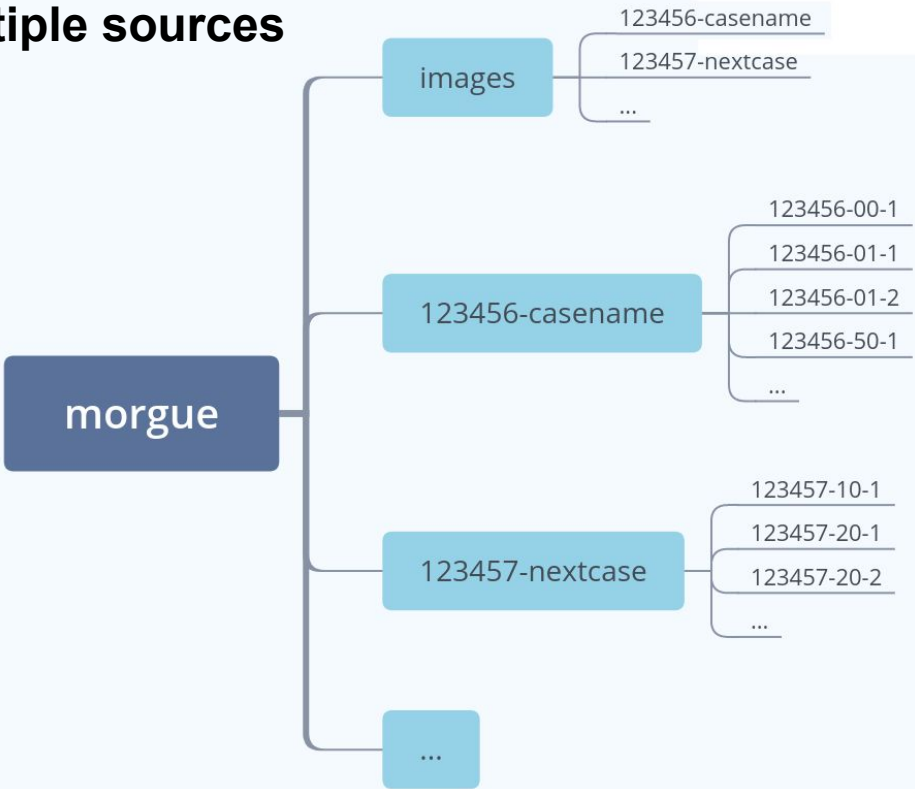 tiple sources
morgue
images
123456-casename
123457-nextcase
...
123456-casename
123456-00-1
123456-01-1
123456-01-2
123456-50-1
...
123457-nextcase
123457-10-1
123457-20-1
123457-20-2
...
...